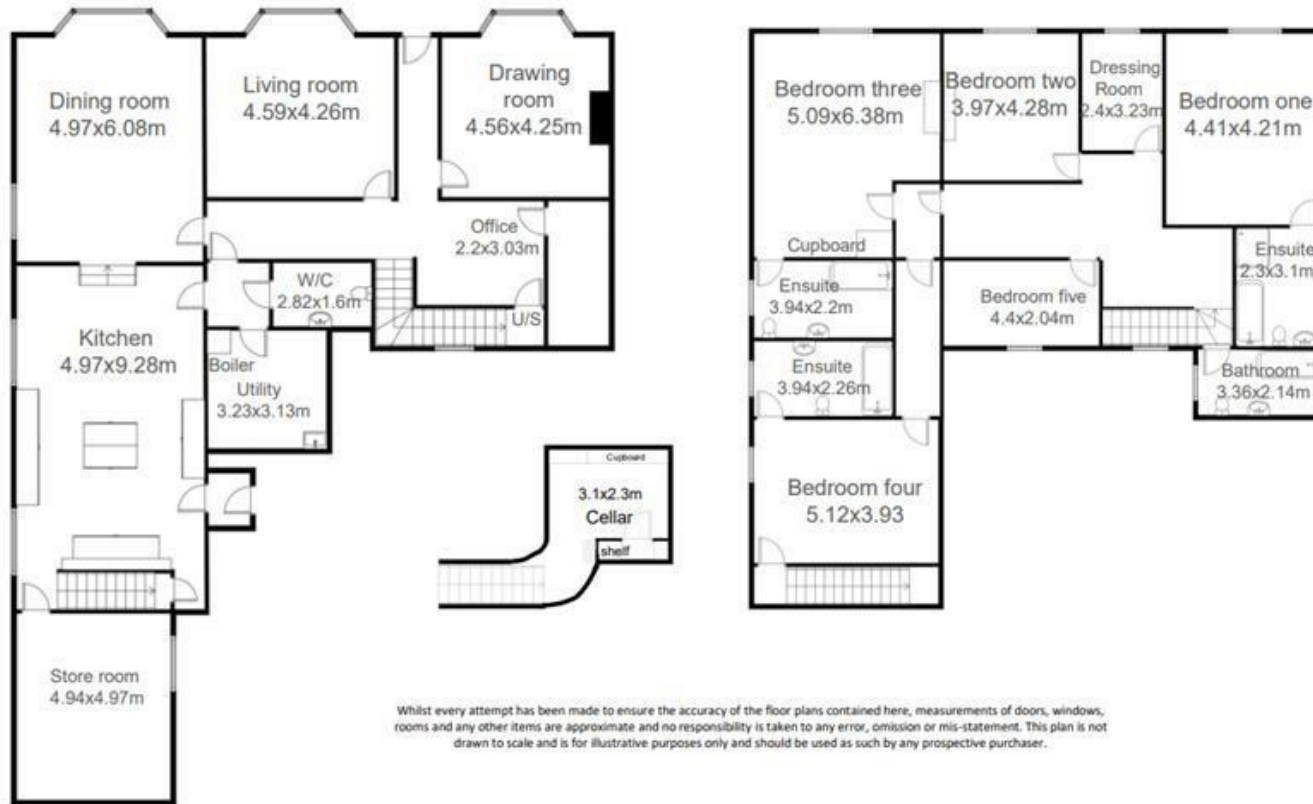 Dining room
4.97x6.08m
Living room
4.59x4.26m
Drawing
room
4.56x4.25m
Office
2.2x3.03m
W/C
2.82x1.6m
U/S
Kitchen
4.97x9.28m
Boiler
Utility
3.23x3.13m
Store room
4.94x4.97m
Cupboard
3.1x2.3m
Cellar
shelf
Bedroom three
5.09x6.38m
Bedroom two
3.97x4.28m
Dressing
Room
2.4x3.23m
Bedroom one
4.41x4.21m
Cupboard
Ensuite
3.94x2.2m
Bedroom five
4.4x2.04m
Ensuite
2.3x3.1m
Ensuite
3.94x2.26m
Bathroom
3.36x2.14m
Bedroom four
5.12x3.93
Whilst every attempt has been made to ensure the accuracy of the floor plans contained here, measurements of doors, windows,
rooms and any other items are approximate and no responsibility is taken to any error, omission or mis-statement. This plan is not
drawn to scale and is for illustrative purposes only and should be used as such by any prospective purchaser.